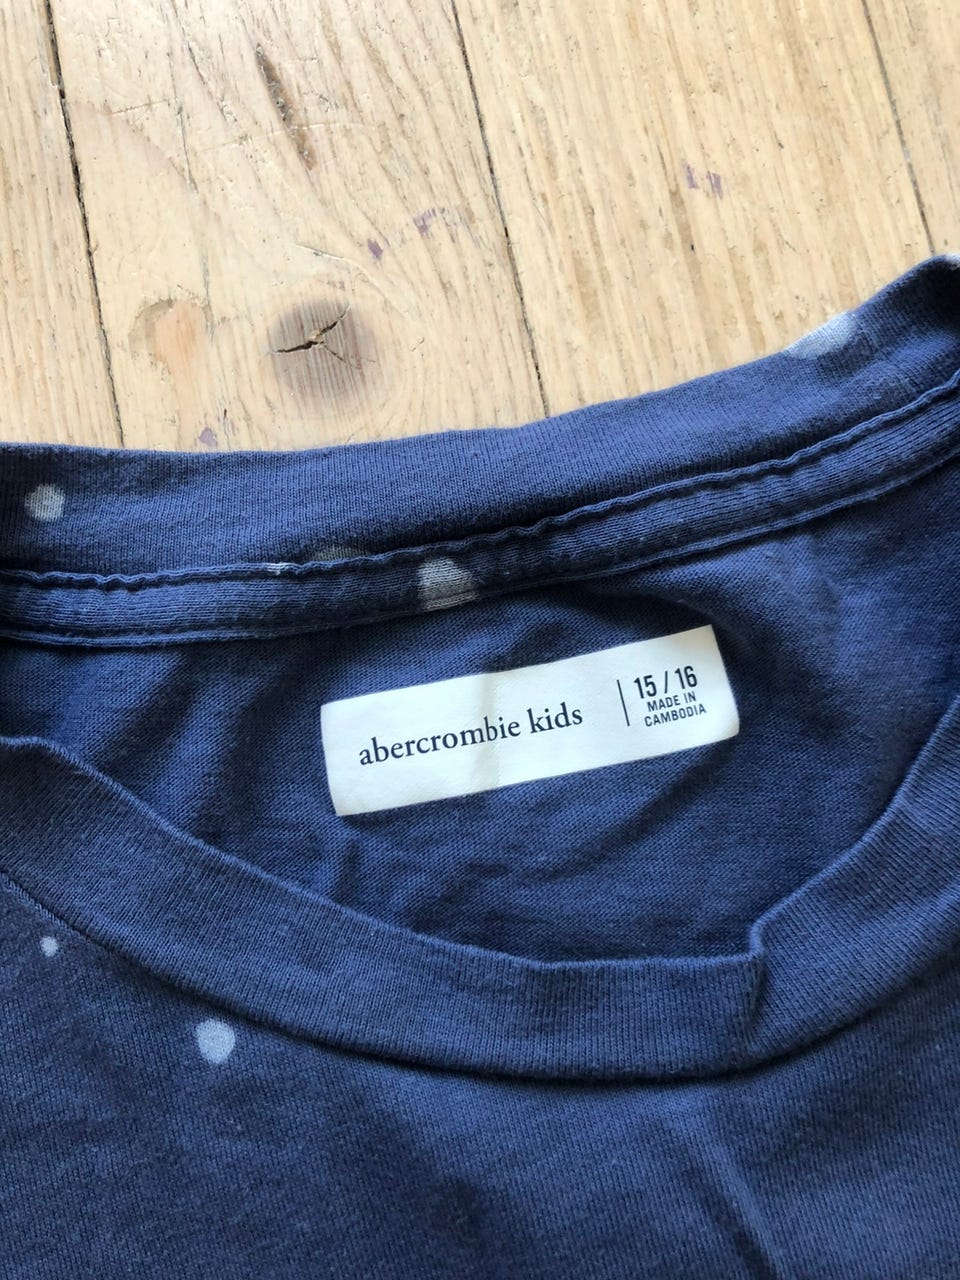 abercrombie kids
15 / 16
MADE IN
CAMBODIA